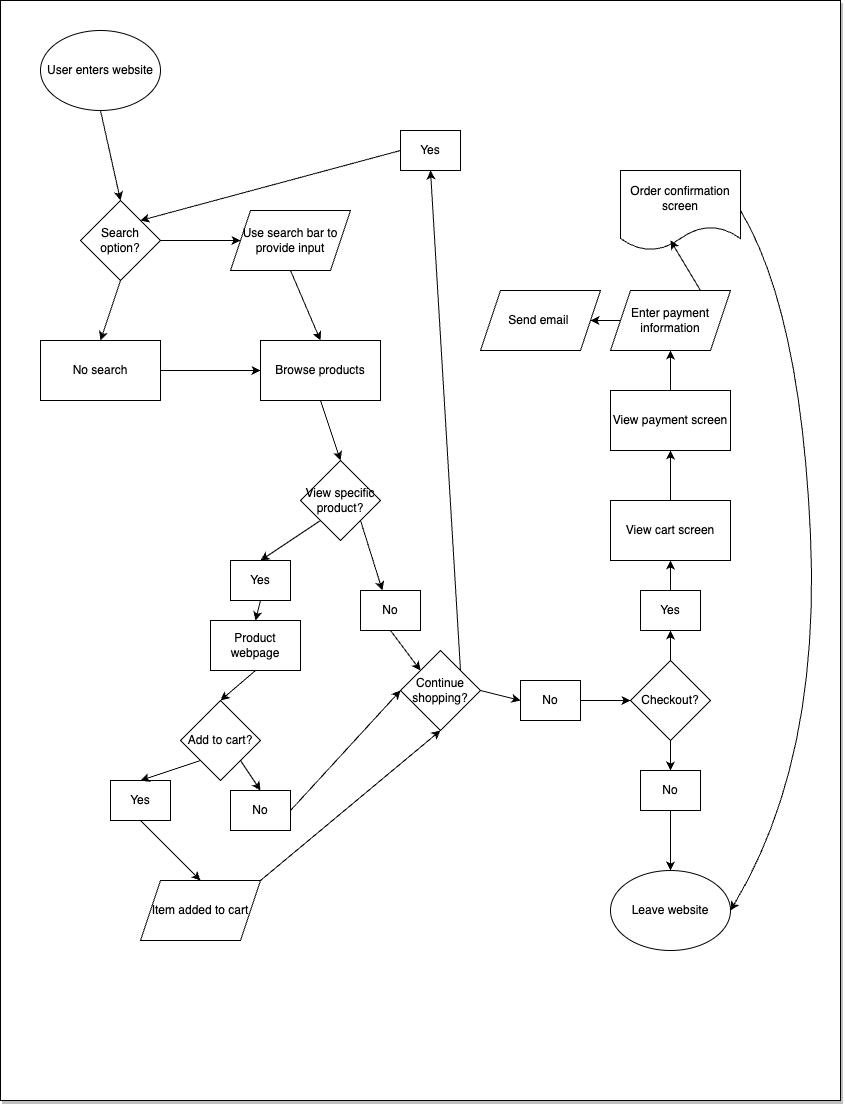 User enters website
Yes
Order confirmation
screen
Search
option?
Use search bar to
provide input
Send email
Enter payment
information
No search
Browse products
View payment screen
View specific
product?
View cart screen
Yes
No
Yes
Product
webpage
Continue
shopping?
No
Checkout?
Add to cart?
Yes
No
No
Item added to cart
Leave website